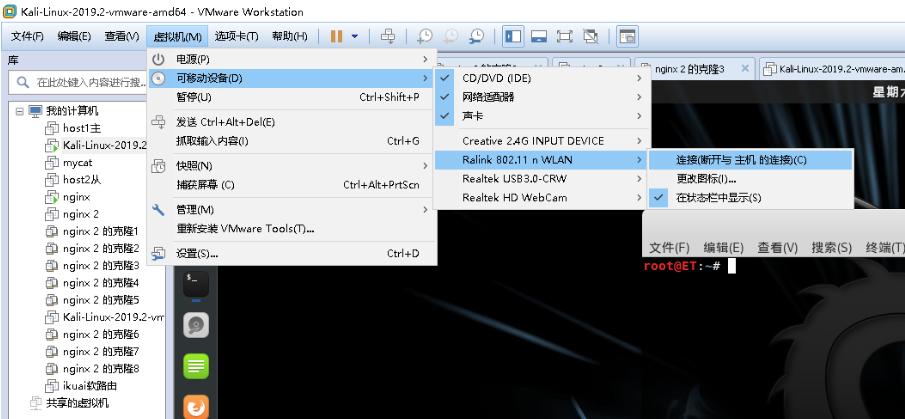 Kali-Linux-2019.2-vmware-amd64 - VMware Workstation
文件(F) 编辑(E) 查看(V) 虚拟机(M) 选项卡(T) 帮助(H)
库
在此处键入内容进行搜...
我的计算机
host1主
Kali-Linux-2019.2
mycat
host2从
nginx
nginx 2
nginx 2 的克隆1
nginx 2 的克隆2
nginx 2 的克隆3
nginx 2 的克隆4
nginx 2 的克隆5
Kali-Linux-2019.2-vm
nginx 2 的克隆6
nginx 2 的克隆7
nginx 2 的克隆8
ikuai软路由
共享的虚拟机
电源(P)
可移动设备(D)
暂停(U) Ctrl+Shift+P
发送 Ctrl+Alt+Del(E)
抓取输入内容(I) Ctrl+G
快照(N)
捕获屏幕 (C) Ctrl+Alt+PrtScn
管理(M)
重新安装 VMware Tools(T)...
设置(S)... Ctrl+D
CD/DVD (IDE)
网络适配器
声卡
Creative 2.4G INPUT DEVICE
Ralink 802.11 n WLAN
Realtek USB3.0-CRW
Realtek HD WebCam
连接(断开与 主机 的连接)(C)
更改图标(I)...
在状态栏中显示(S)
nginx 2 的克隆3
Kali-Linux-2019.2-vmware-am
星期六
文件(F) 编辑(E) 查看(V) 搜索(S) 终端(T)
root@ET:~#